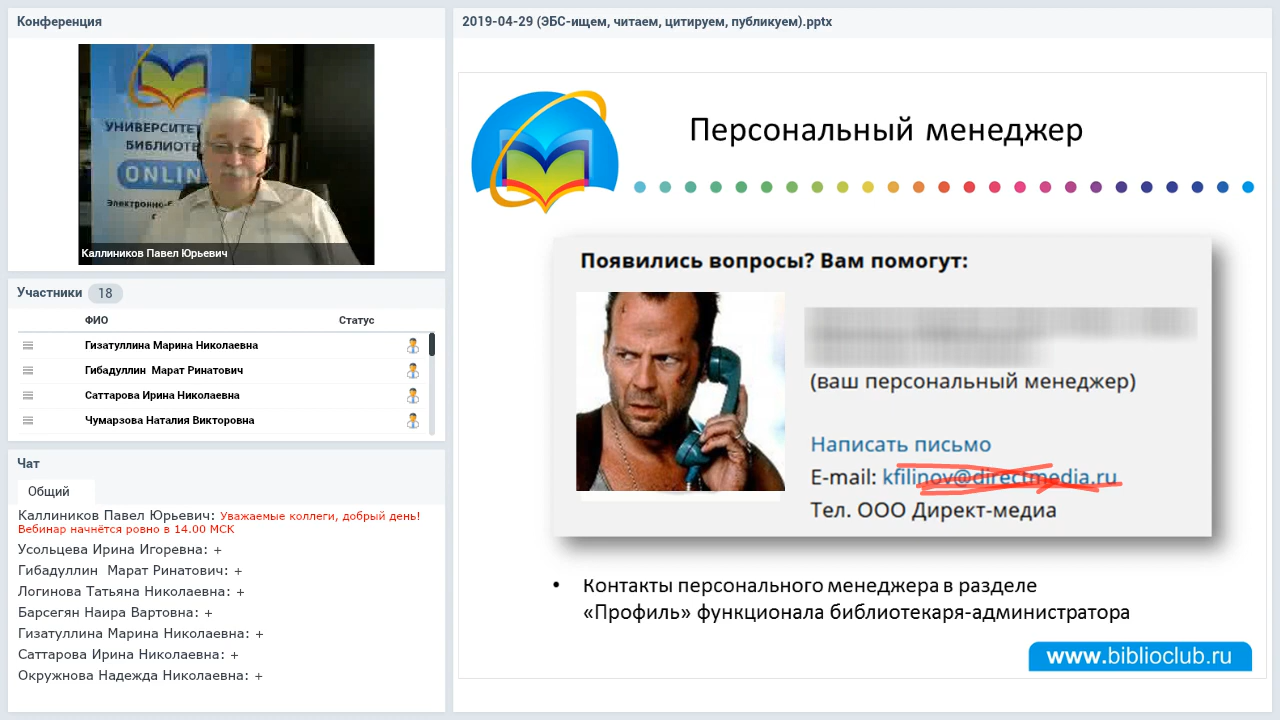 Конференция
УНИВЕРСИТЕТ
БИБЛИОТЕ
ONLIN
Каллиников Павел Юрьевич
Участники 18
ФИО Статус
Гизатуллина Марина Николаевна
Гибадуллин Марат Ринатович
Саттарова Ирина Николаевна
Чумарзова Наталия Викторовна
Чат
Общий
Каллиников Павел Юрьевич: Уважаемые коллеги, добрый день!
Вебинар начнётся ровно в 14.00 МСК
Усольцева Ирина Игоревна: +
Гибадуллин Марат Ринатович: +
Логинова Татьяна Николаевна: +
Барсегян Наира Вартовна: +
Гизатуллина Марина Николаевна: +
Саттарова Ирина Николаевна: +
Окружнова Надежда Николаевна: +
2019-04-29 (ЭБС-ищем, читаем, цитируем, публикуем).pptx
Персональный менеджер
Появились вопросы? Вам помогут:
(ваш персональный менеджер)
Написать письмо
E-mail: kfilinov@directmedia.ru
Тел. ООО Директ-медиа
• Контакты персонального менеджера в разделе
«Профиль» функционала библиотекаря-администратора
www.biblioclub.ru